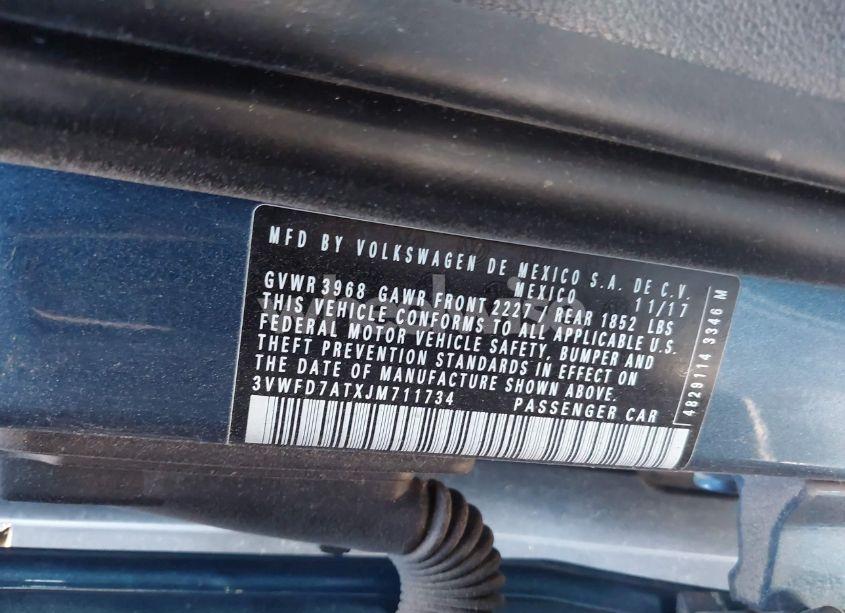 MFD BY VOLKSWAGEN DE MEXICO S.A. DE C.V.
MEXICO 11/17
GVWR 3968 GAWR FRONT 2227 / REAR 1852 LBS
THIS VEHICLE CONFORMS TO ALL APPLICABLE U.S.
FEDERAL MOTOR VEHICLE SAFETY, BUMPER AND
THEFT PREVENTION STANDARDS IN EFFECT ON
THE DATE OF MANUFACTURE SHOWN ABOVE.
3VWFD7ATXJM711734 PASSENGER CAR
4829114 3346 M